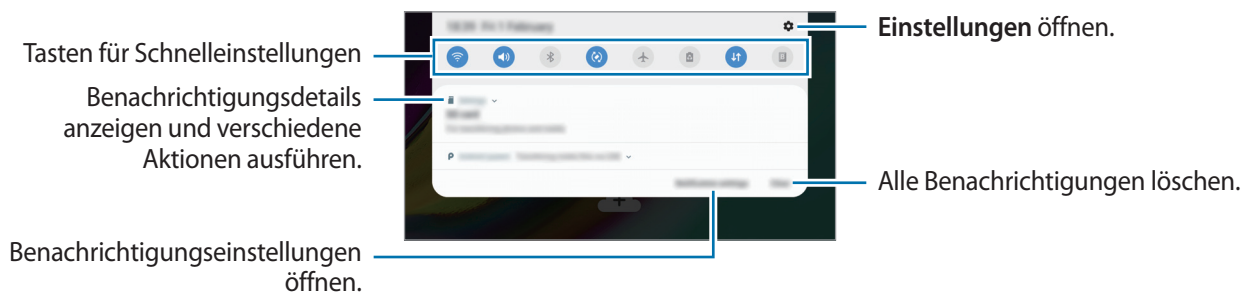 Einstellungen öffnen.
Tasten für Schnelleinstellungen
Benachrichtigungsdetails
anzeigen und verschiedene
Aktionen ausführen.
Alle Benachrichtigungen löschen.
Benachrichtigungseinstellungen
öffnen.